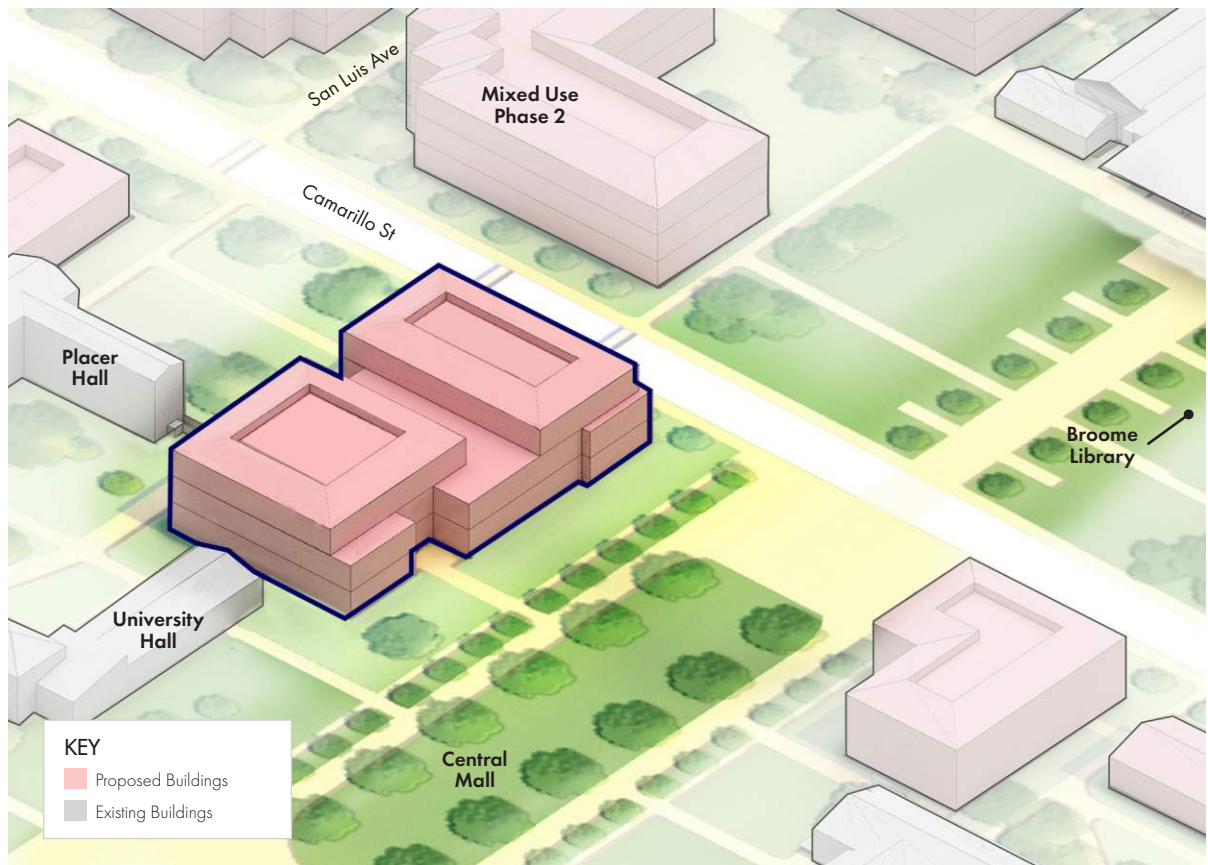 San Luis Ave
Mixed Use
Phase 2
Camarillo St
Placer
Hall
Broome
Library
University
Hall
Central
Mall
KEY
Proposed Buildings
Existing Buildings